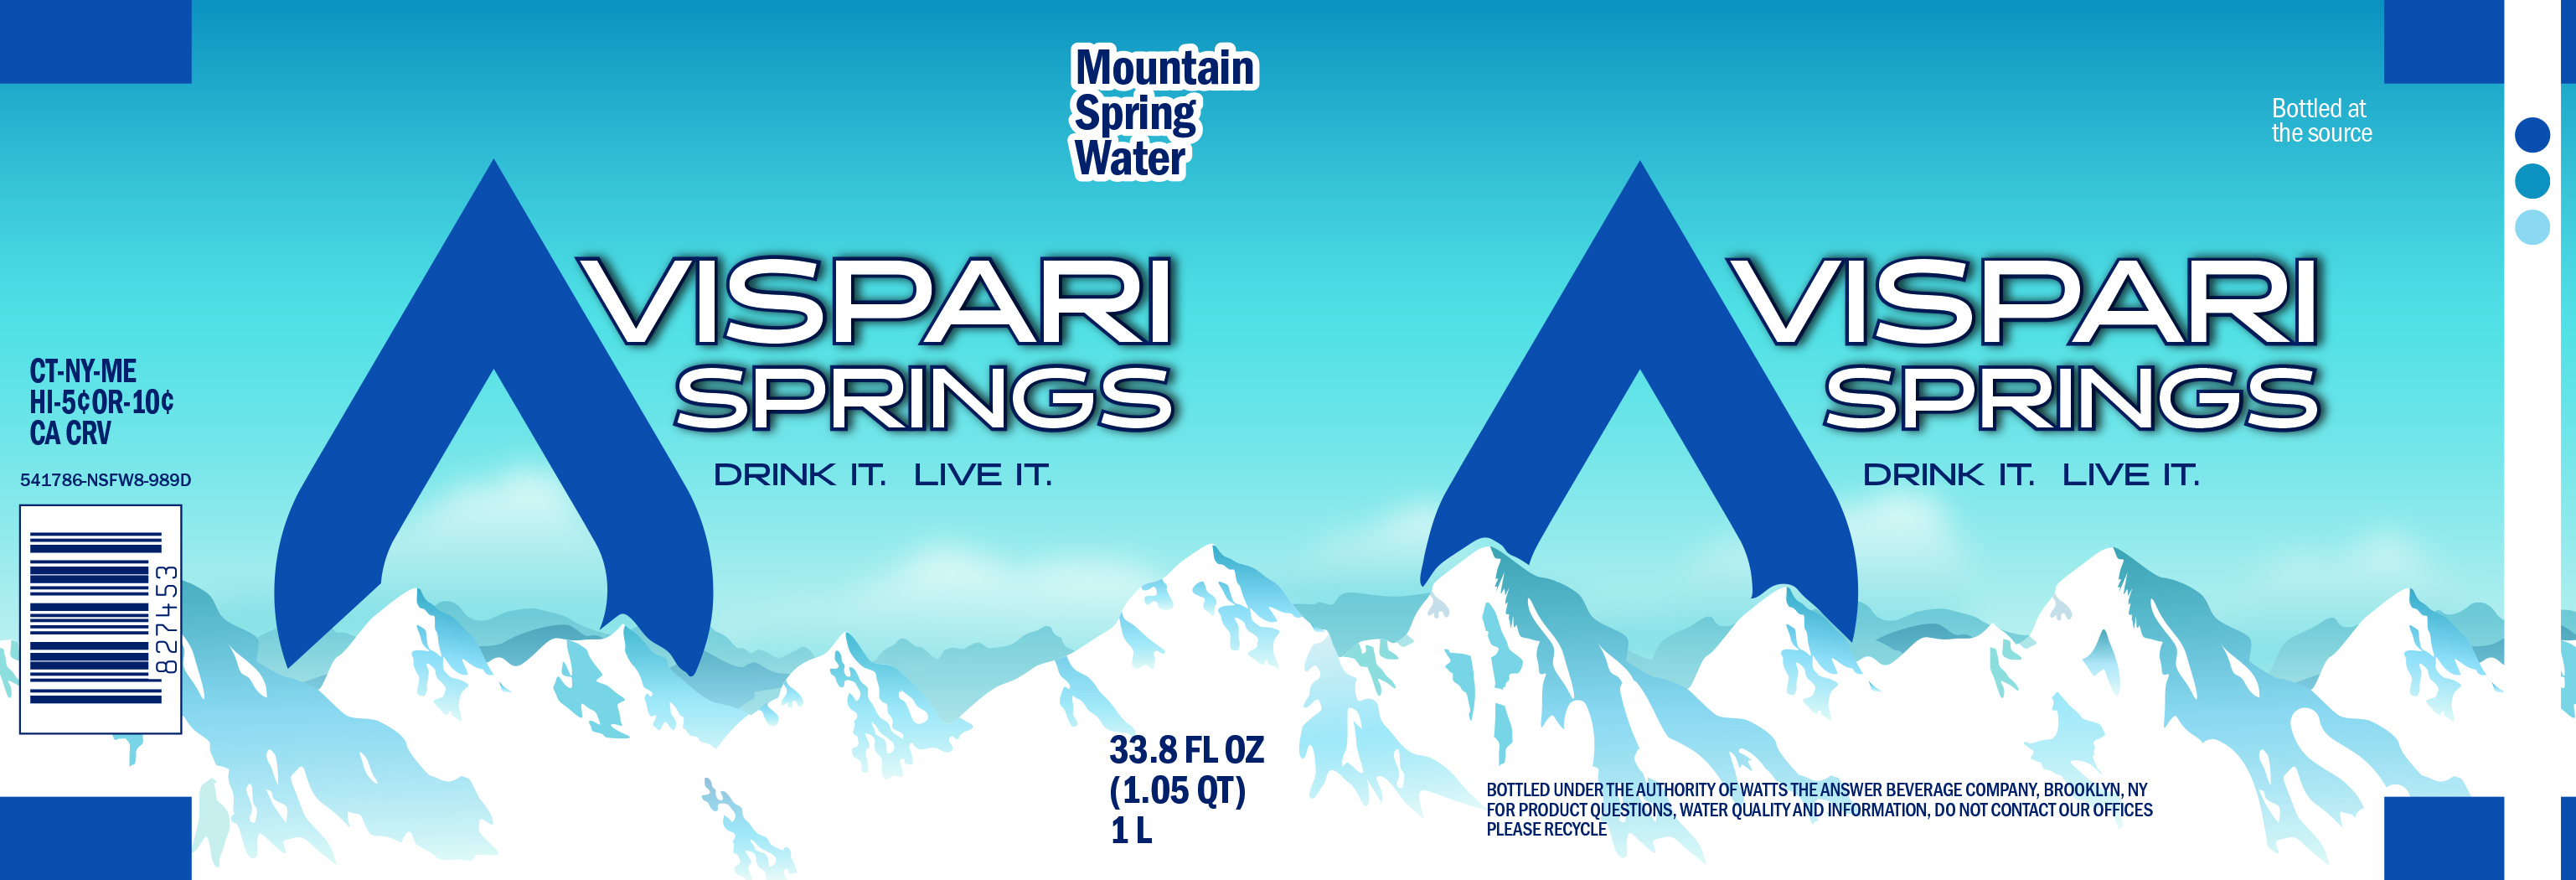 Mountain
Spring
Water
Bottled at
the source
VISPARI
SPRINGS
DRINK IT. LIVE IT.
VISPARI
SPRINGS
DRINK IT. LIVE IT.
CT-NY-ME
HI-5¢OR-10¢
CA CRV
541786-NSFW8-989D
8274453
33.8 FL OZ
(1.05 QT)
1 L
BOTTLED UNDER THE AUTHORITY OF WATTS THE ANSWER BEVERAGE COMPANY, BROOKLYN, NY
FOR PRODUCT QUESTIONS, WATER QUALITY AND INFORMATION, DO NOT CONTACT OUR OFFICES
PLEASE RECYCLE